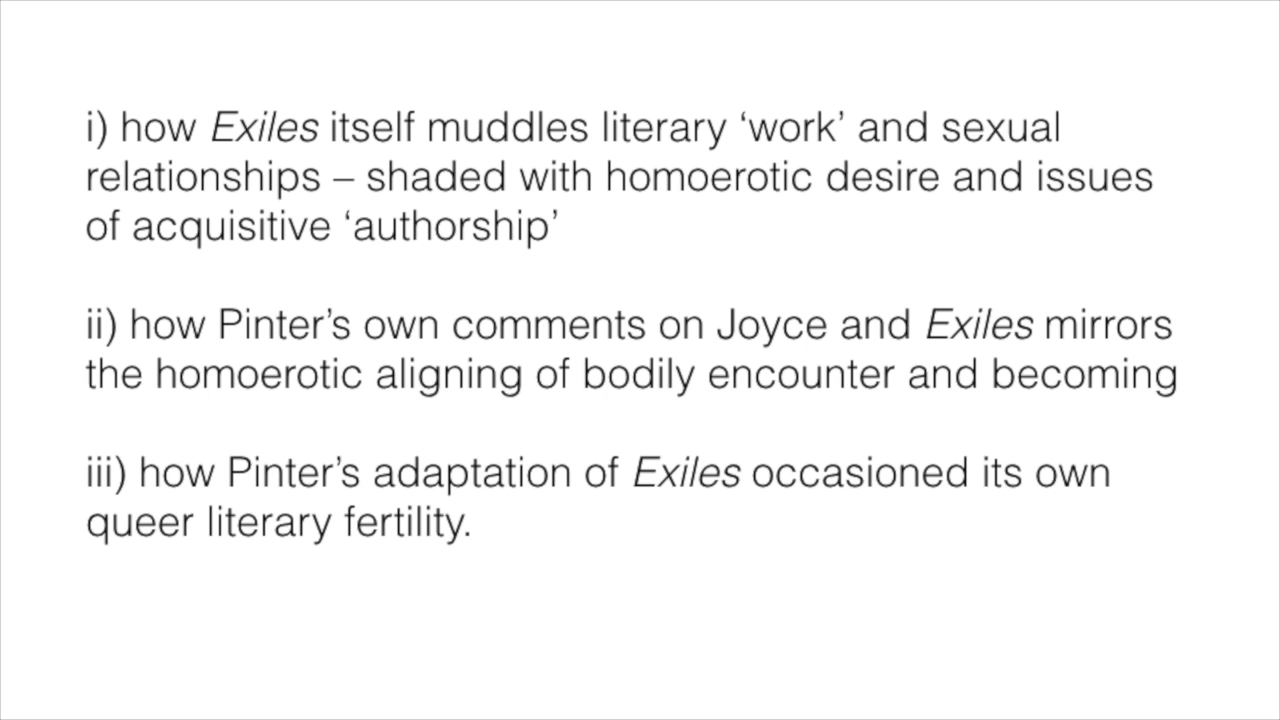 i) how Exiles itself muddles literary ‘work’ and sexual
relationships – shaded with homoerotic desire and issues
of acquisitive ‘authorship’
ii) how Pinter’s own comments on Joyce and Exiles mirrors
the homoerotic aligning of bodily encounter and becoming
iii) how Pinter’s adaptation of Exiles occasioned its own
queer literary fertility.